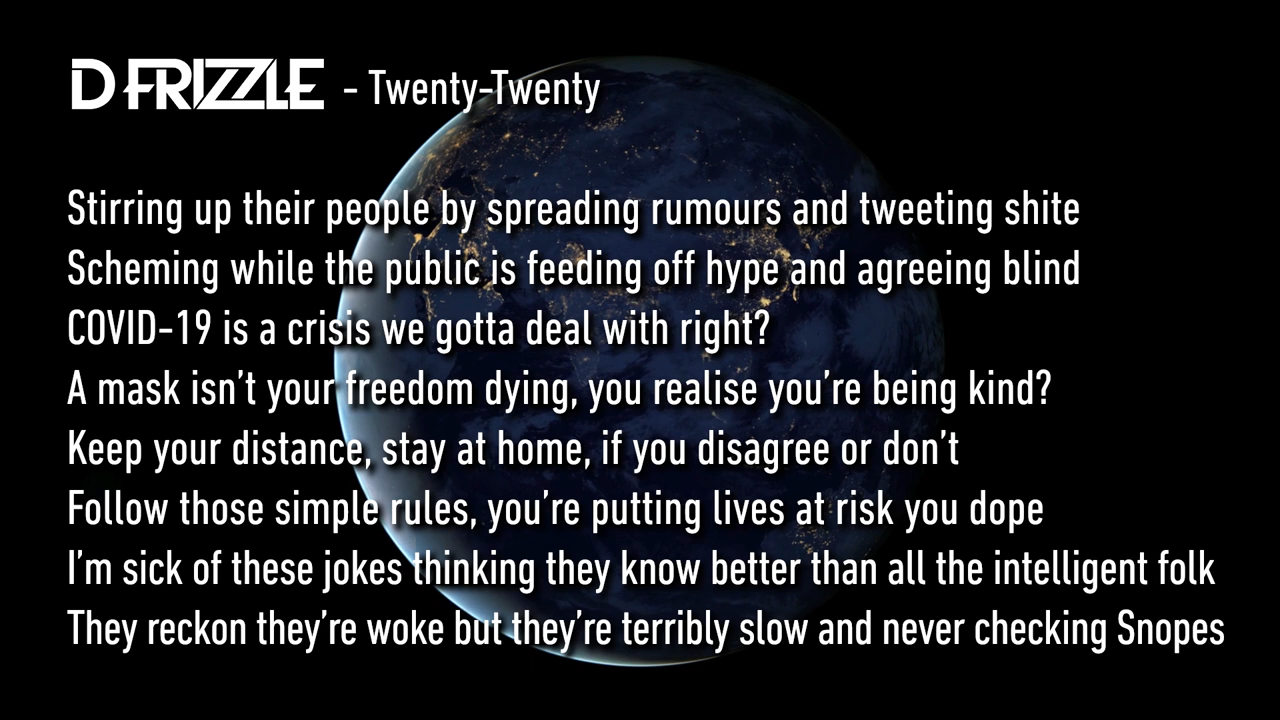 D FRIZZLE - Twenty-Twenty
Stirring up their people by spreading rumours and tweeting shite
Scheming while the public is feeding off hype and agreeing blind
COVID-19 is a crisis we gotta deal with right?
A mask isn’t your freedom dying, you realise you’re being kind?
Keep your distance, stay at home, if you disagree or don’t
Follow those simple rules, you’re putting lives at risk you dope
I’m sick of these jokes thinking they know better than all the intelligent folk
They reckon they’re woke but they’re terribly slow and never checking Snopes